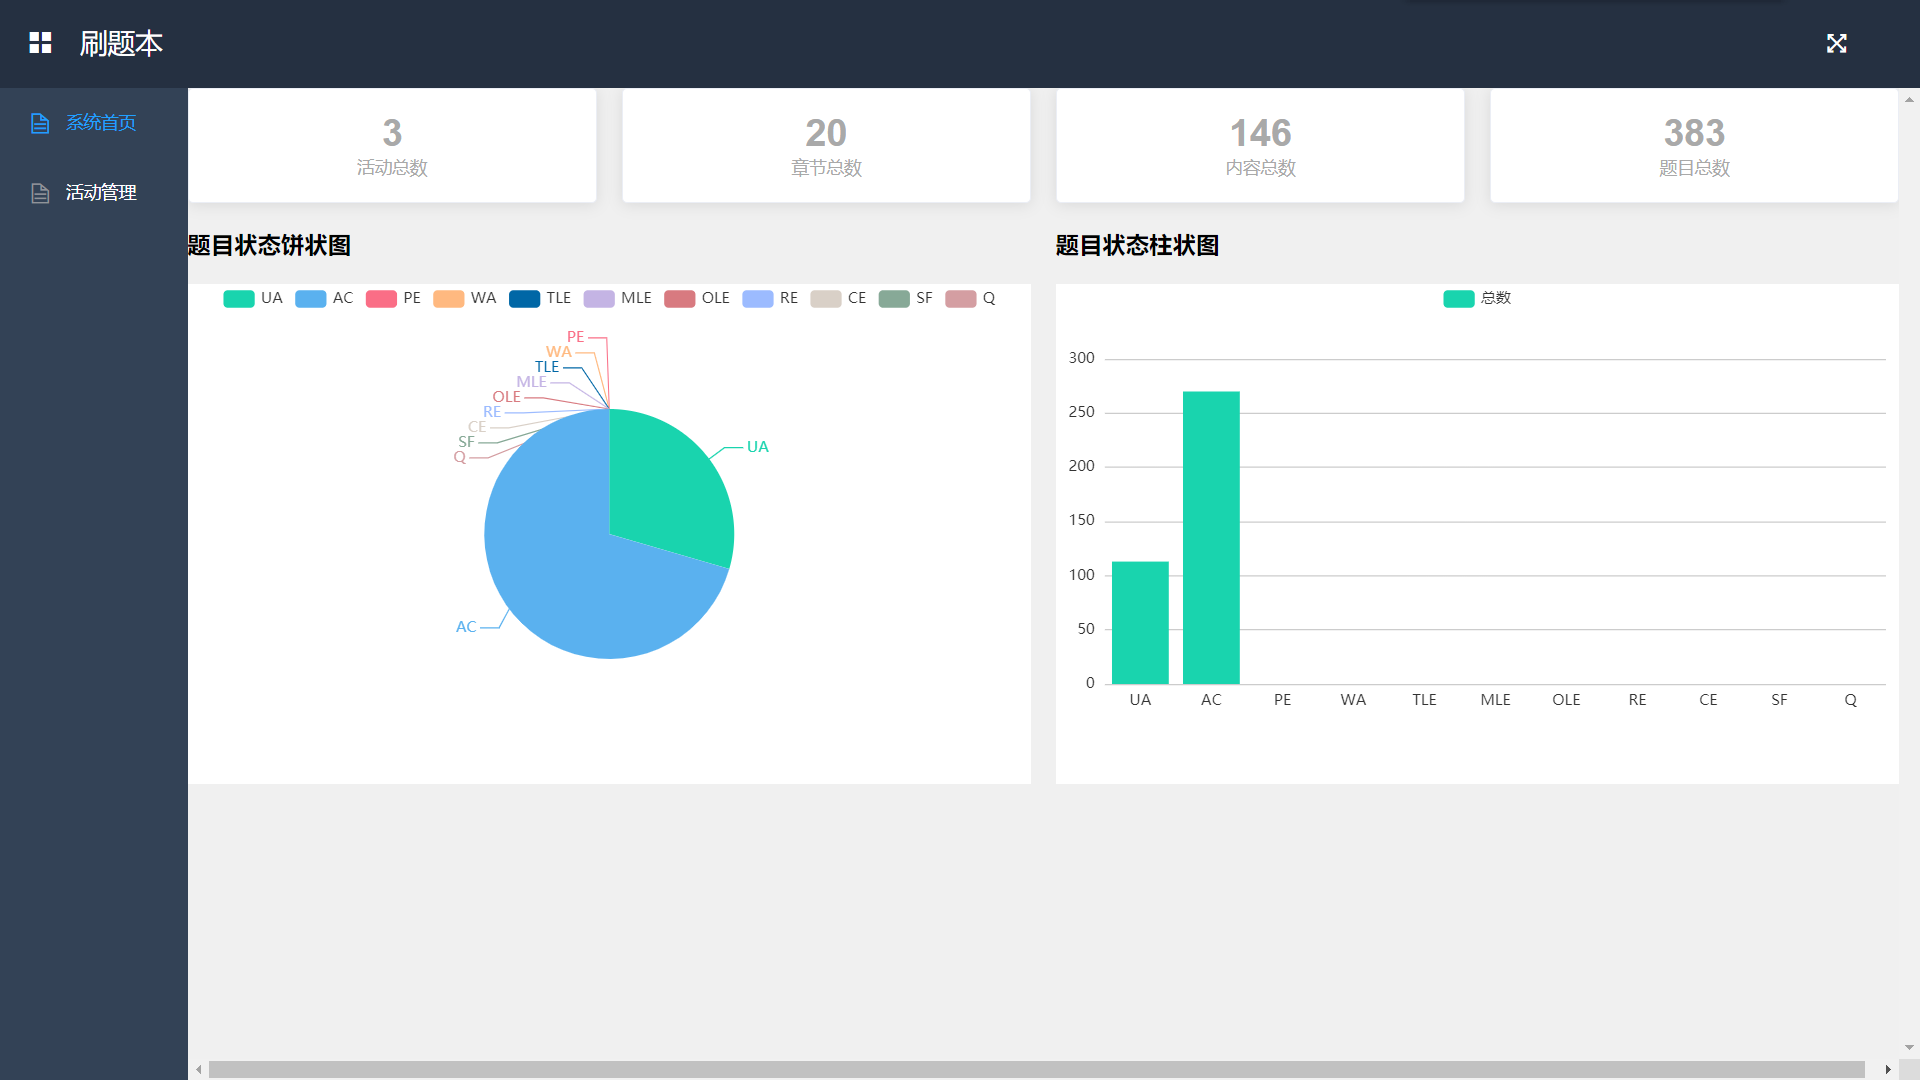 刷题本
系统首页
活动管理
3
活动总数
20
章节总数
146
内容总数
383
题目总数
题目状态饼状图
UA AC PE WA TLE MLE OLE RE CE SF Q
PE
WA
TLE
MLE
OLE
RE
CE
SF
Q
UA
AC
题目状态柱状图
总数
300
250
200
150
100
50
0
UA AC PE WA TLE MLE OLE RE CE SF Q